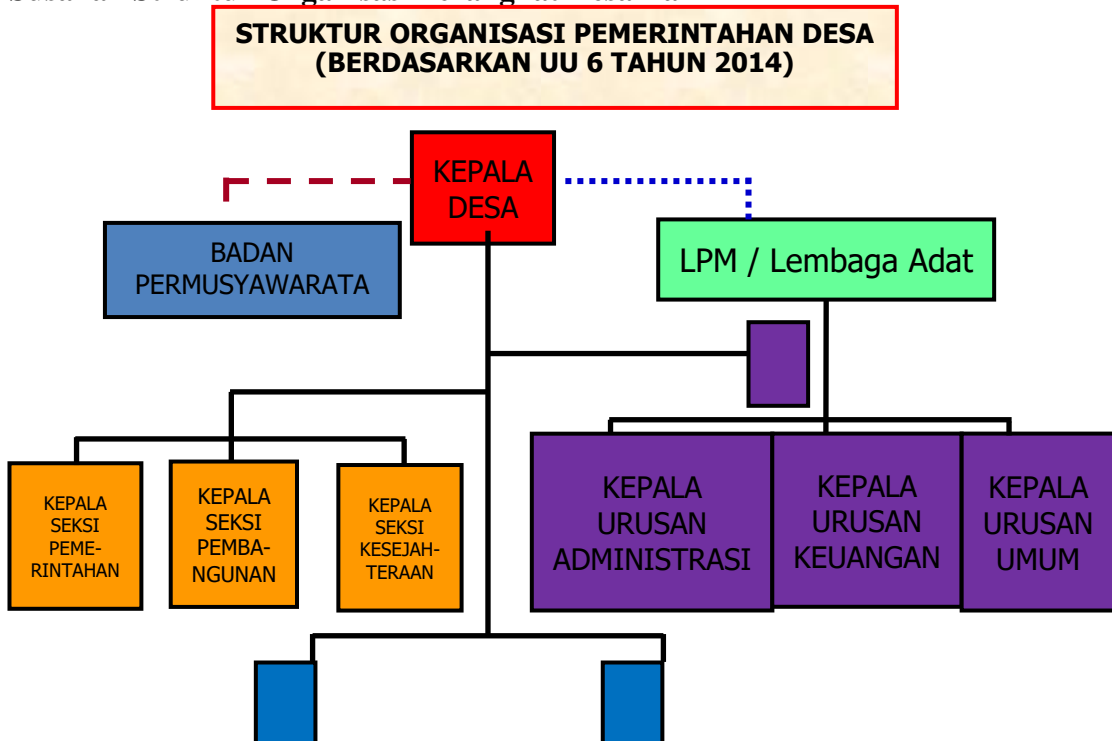 STRUKTUR ORGANISASI PEMERINTAHAN DESA
(BERDASARKAN UU 6 TAHUN 2014)
KEPALA
DESA
BADAN
PERMUSYAWARATA
LPM / Lembaga Adat
KEPALA
SEKSI
PEME-
RINTAHAN
KEPALA
SEKSI
PEMBA-
NGUNAN
KEPALA
SEKSI
KESEJAH-
TERAAN
KEPALA
URUSAN
ADMINISTRASI
KEPALA
URUSAN
KEUANGAN
KEPALA
URUSAN
UMUM